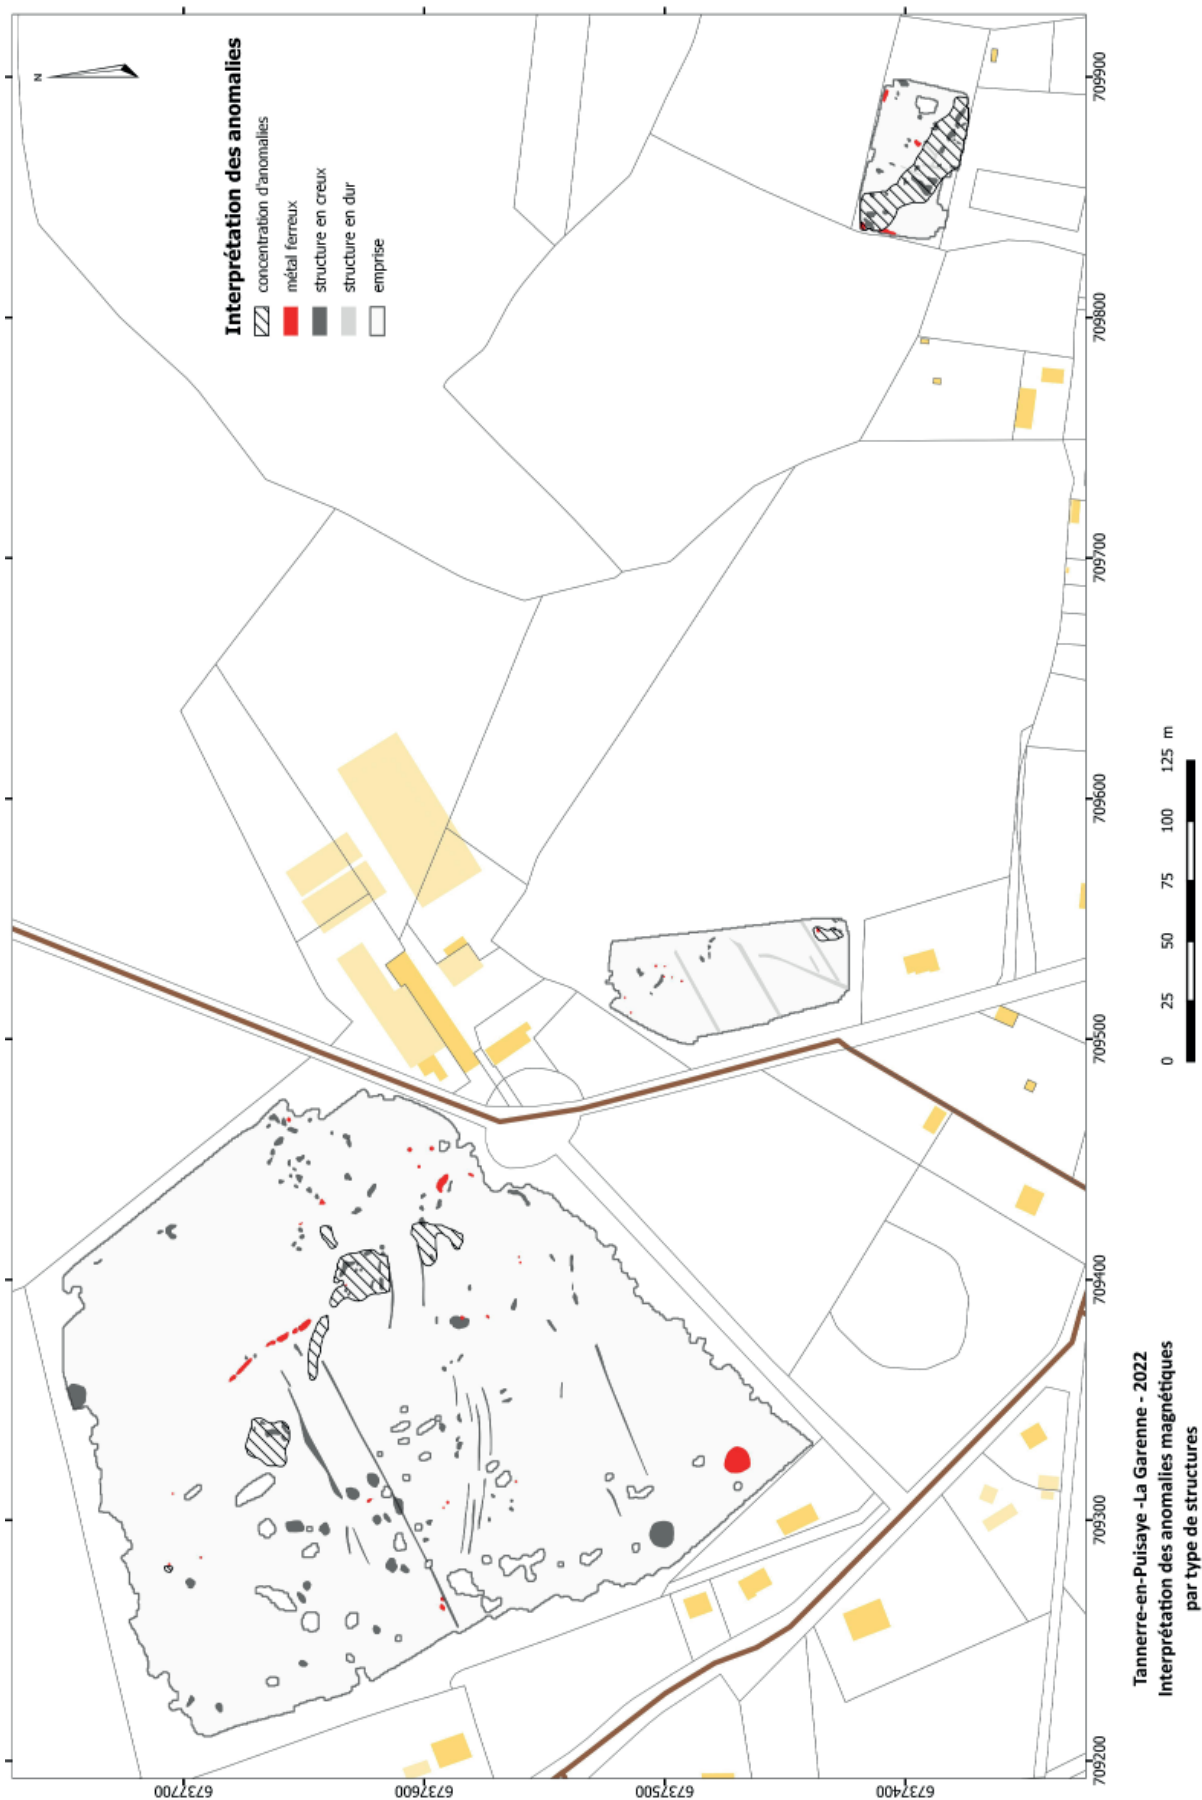 N
Interprétation des anomalies
concentration d'anomalies
métal ferreux
structure en creux
structure en dur
emprise
6737700
6737600
6737500
6737400
709200
709300
709400
709500
709600
709700
709800
709900
0 25 50 75 100 125 m
Tannerre-en-Puisaye -La Garenne - 2022
Interprétation des anomalies magnétiques
par type de structures